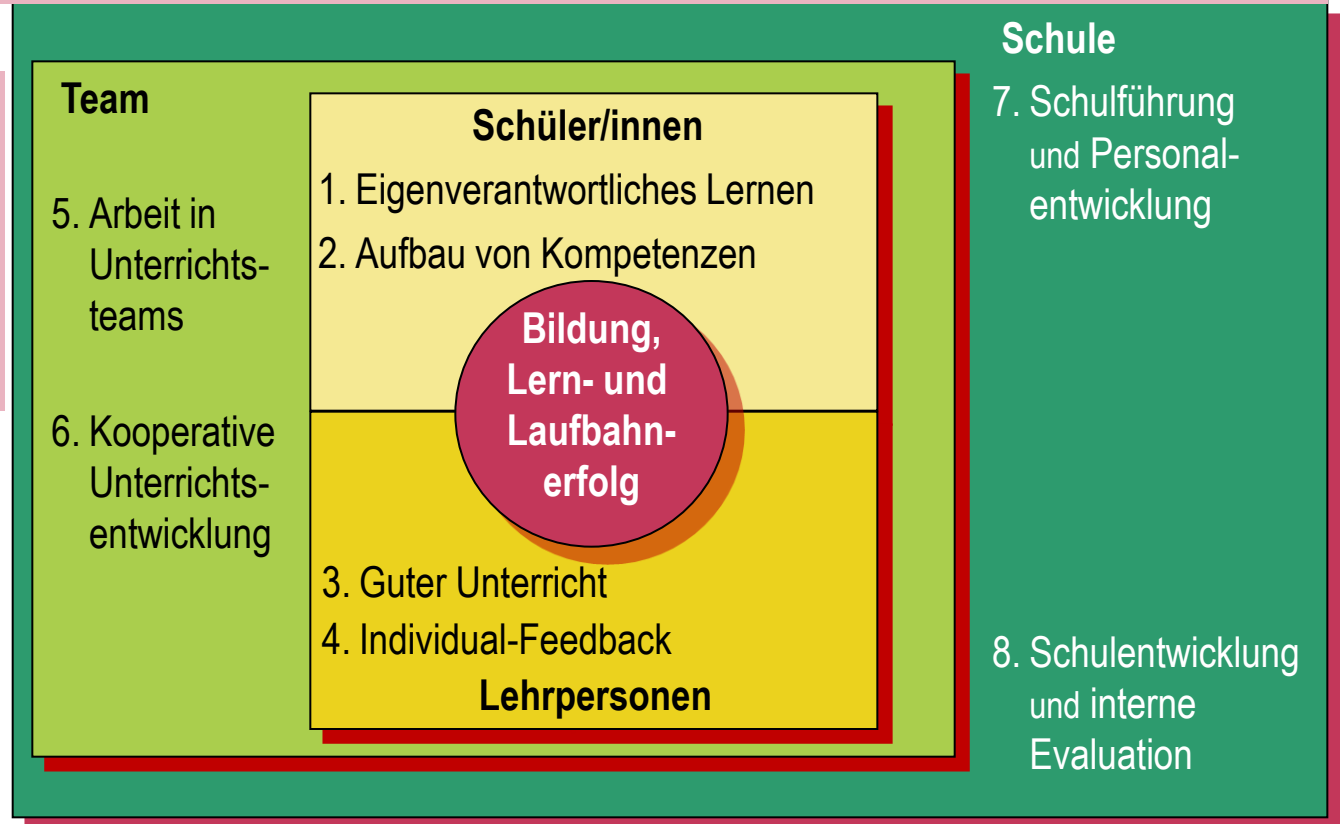 Schule
7. Schulführung
und Personal-
entwicklung
8. Schulentwicklung
und interne
Evaluation
Team
5. Arbeit in
Unterrichts-
teams
6. Kooperative
Unterrichts-
entwicklung
Schüler/innen
1. Eigenverantwortliches Lernen
2. Aufbau von Kompetenzen
Bildung,
Lern- und
Laufbahn-
erfolg
3. Guter Unterricht
4. Individual-Feedback
Lehrpersonen